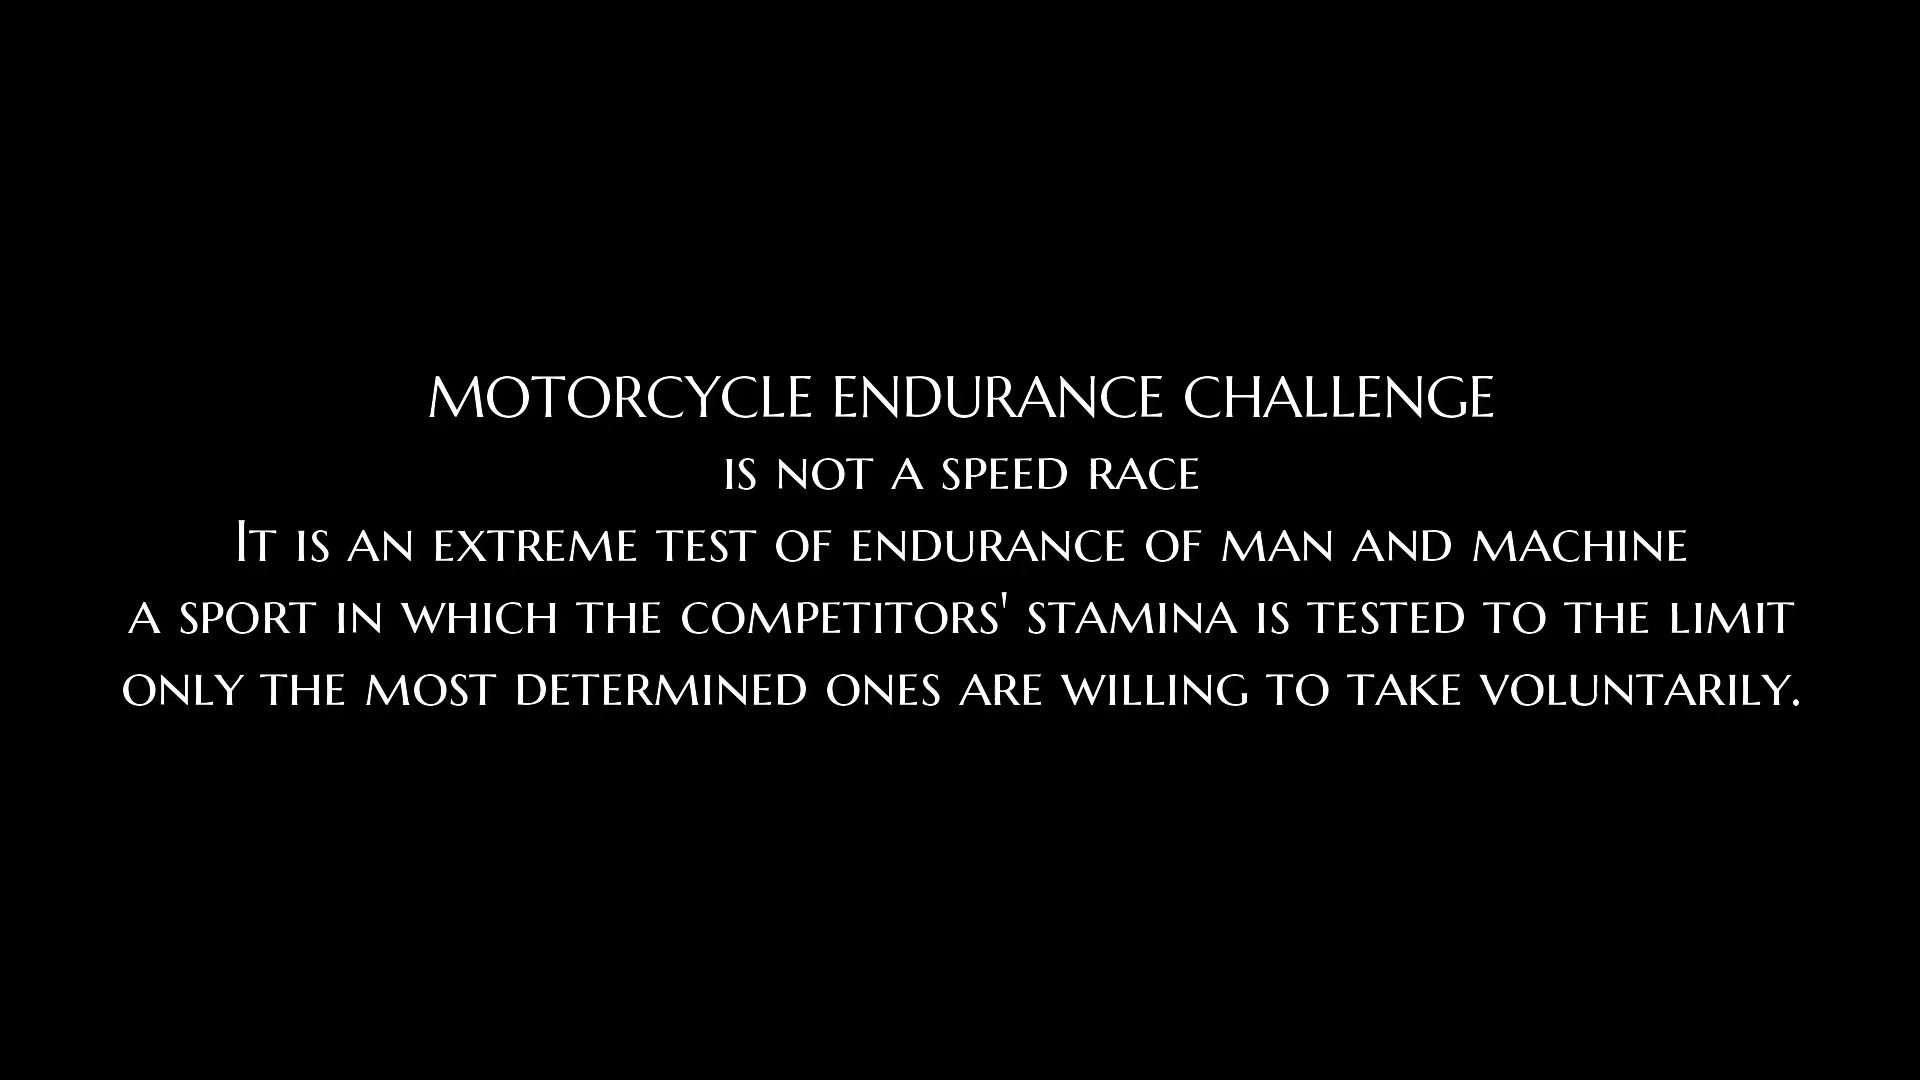 MOTORCYCLE ENDURANCE CHALLENGE
is not a speed race
It is an extreme test of endurance of man and machine
a sport in which the competitors' stamina is tested to the limit
only the most determined ones are willing to take voluntarily.